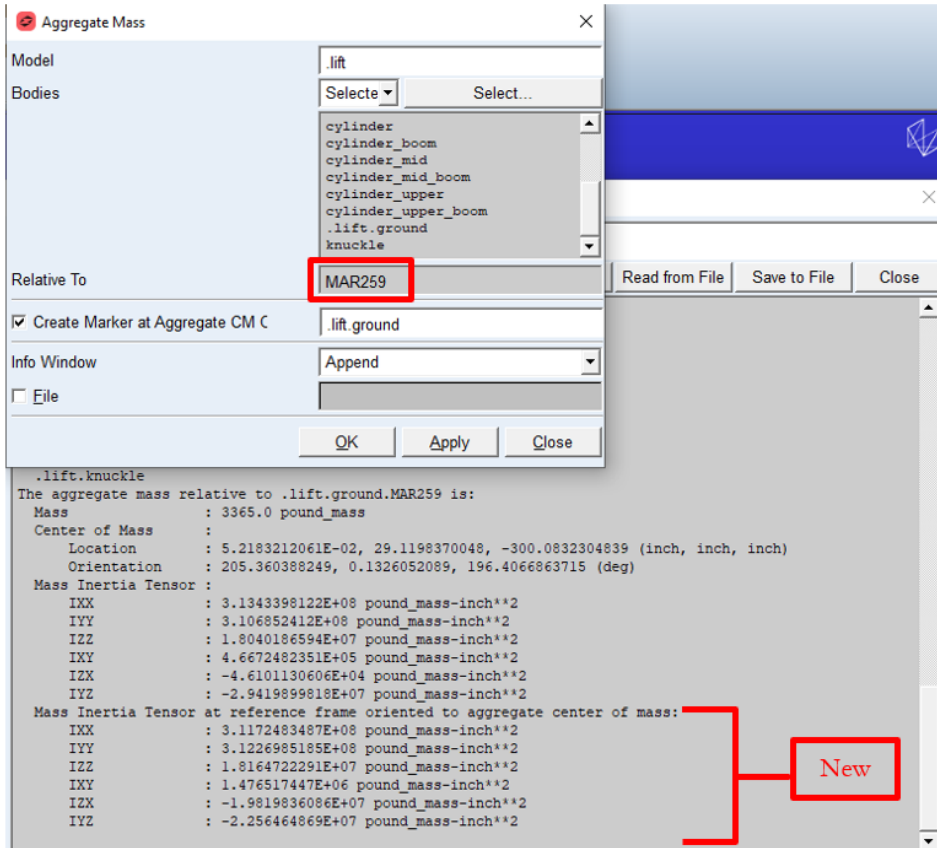 Aggregate Mass
Model
.lift
Bodies
Selecte
Select...
cylinder
cylinder_boom
cylinder_mid
cylinder_mid_boom
cylinder_upper
cylinder_upper_boom
.lift.ground
knuckle
Relative To
MAR259
Read from File
Save to File
Close
Create Marker at Aggregate CM C
.lift.ground
Info Window
Append
File
OK
Apply
Close
.lift.knuckle
The aggregate mass relative to .lift.ground.MAR259 is:
Mass : 3365.0 pound_mass
Center of Mass :
Location : 5.2183212061E-02, 29.1198370048, -300.0832304839 (inch, inch, inch)
Orientation : 205.360388249, 0.1326052089, 196.4066863715 (deg)
Mass Inertia Tensor :
IXX : 3.1343398122E+08 pound_mass-inch**2
IYY : 3.106852412E+08 pound_mass-inch**2
IZZ : 1.8040186594E+07 pound_mass-inch**2
IXY : 4.6672482351E+05 pound_mass-inch**2
IZX : -4.6101130606E+04 pound_mass-inch**2
IYZ : -2.9419899818E+07 pound_mass-inch**2
Mass Inertia Tensor at reference frame oriented to aggregate center of mass:
IXX : 3.1172483487E+08 pound_mass-inch**2
IYY : 3.1226985185E+08 pound_mass-inch**2
IZZ : 1.8164722291E+07 pound_mass-inch**2
IXY : 1.476517447E+06 pound_mass-inch**2
IZX : -1.9819836086E+07 pound_mass-inch**2
IYZ : -2.256464869E+07 pound_mass-inch**2
New